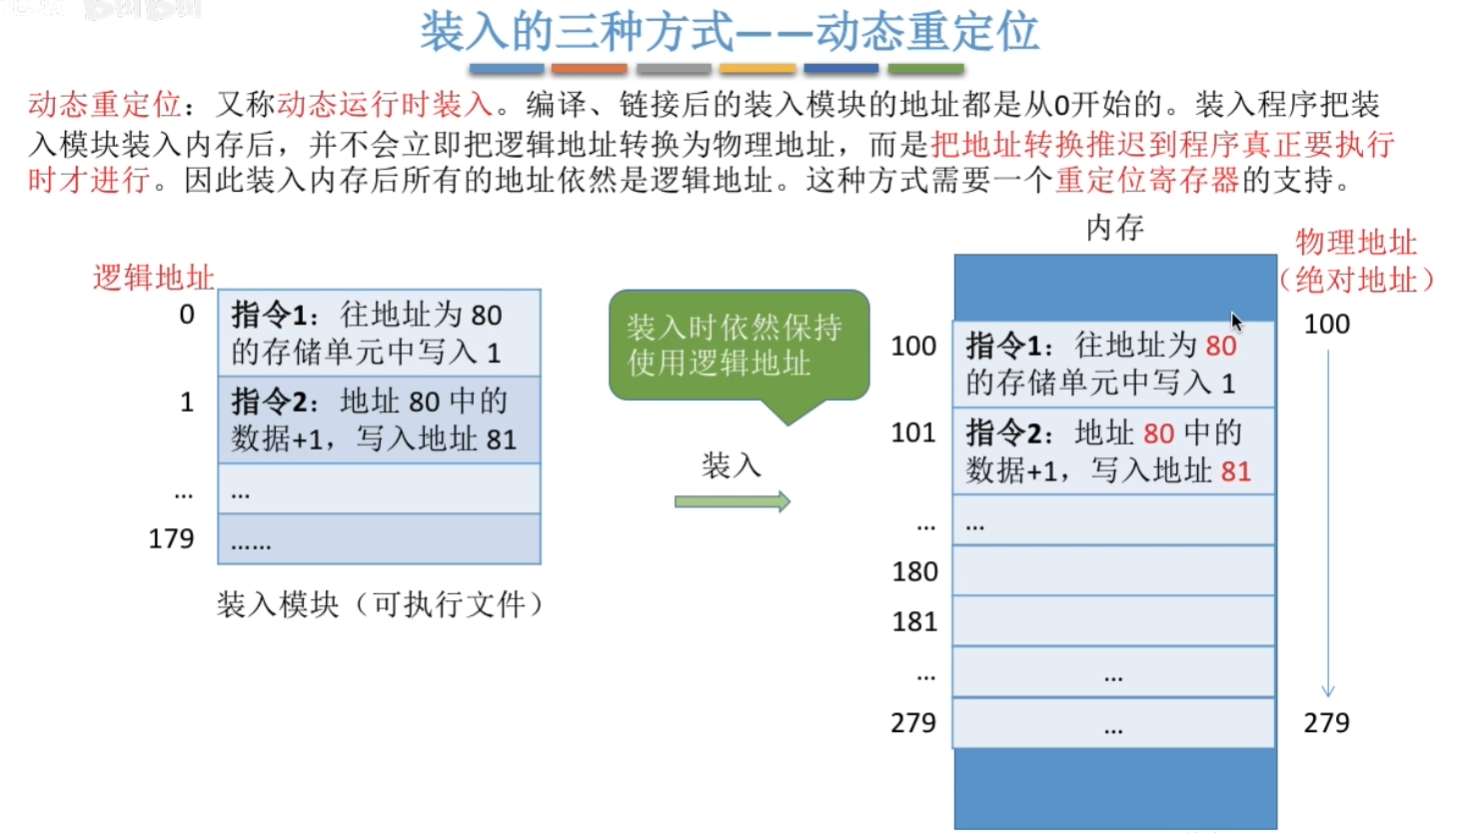 装入的三种方式——动态重定位
动态重定位：又称动态运行时装入。编译、链接后的装入模块的地址都是从0开始的。装入程序把装
入模块装入内存后，并不会立即把逻辑地址转换为物理地址，而是把地址转换推迟到程序真正要执行
时才进行。因此装入内存后所有的地址依然是逻辑地址。这种方式需要一个重定位寄存器的支持。
逻辑地址
0
指令1：往地址为 80
的存储单元中写入 1
1
指令2：地址 80 中的
数据+1，写入地址 81
...
...
179
......
装入模块（可执行文件）
装入时依然保持
使用逻辑地址
装入
内存
物理地址
（绝对地址）
100
指令1：往地址为 80
的存储单元中写入 1
100
101
指令2：地址 80 中的
数据+1，写入地址 81
...
...
180
181
...
...
279
...
279